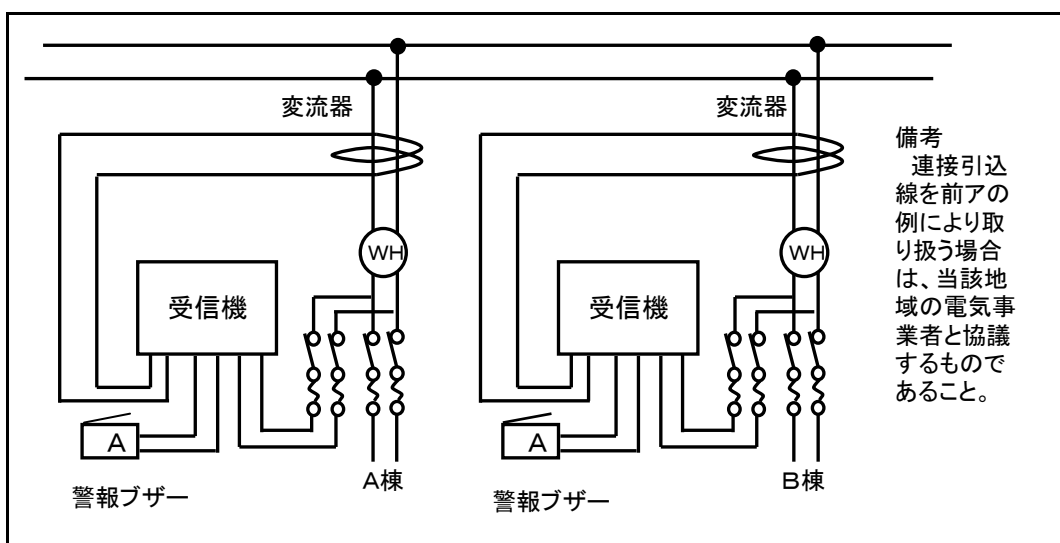 変流器
変流器
WH
WH
受信機
受信機
A
A
A棟
B棟
警報ブザー
警報ブザー
備考
連接引込
線を前アの
例により取
り扱う場合
は、当該地
域の電気事
業者と協議
するもので
あること。